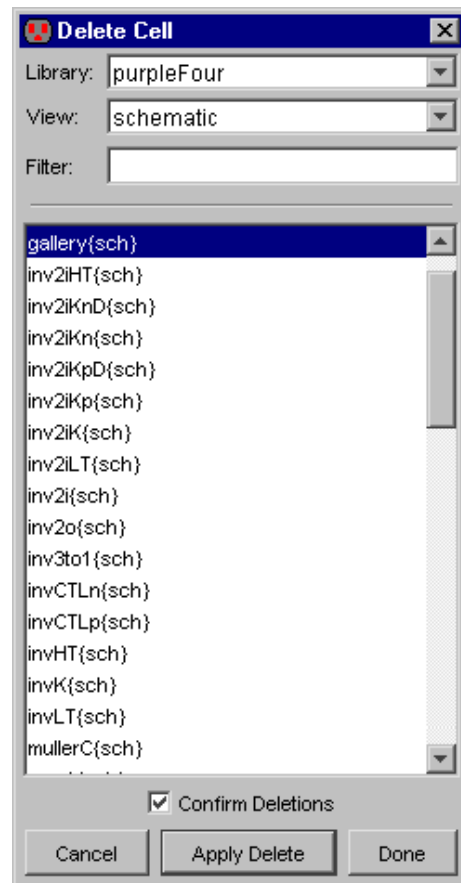 Delete Cell
Library: purpleFour
View: schematic
Filter:
gallery{sch}
inv2iHT{sch}
inv2iKnD{sch}
inv2iKn{sch}
inv2iKpD{sch}
inv2iKp{sch}
inv2iK{sch}
inv2iLT{sch}
inv2i{sch}
inv2o{sch}
inv3to1{sch}
invCTLn{sch}
invCTLp{sch}
invHT{sch}
invK{sch}
invLT{sch}
mullerC{sch}
Confirm Deletions
Cancel Apply Delete Done